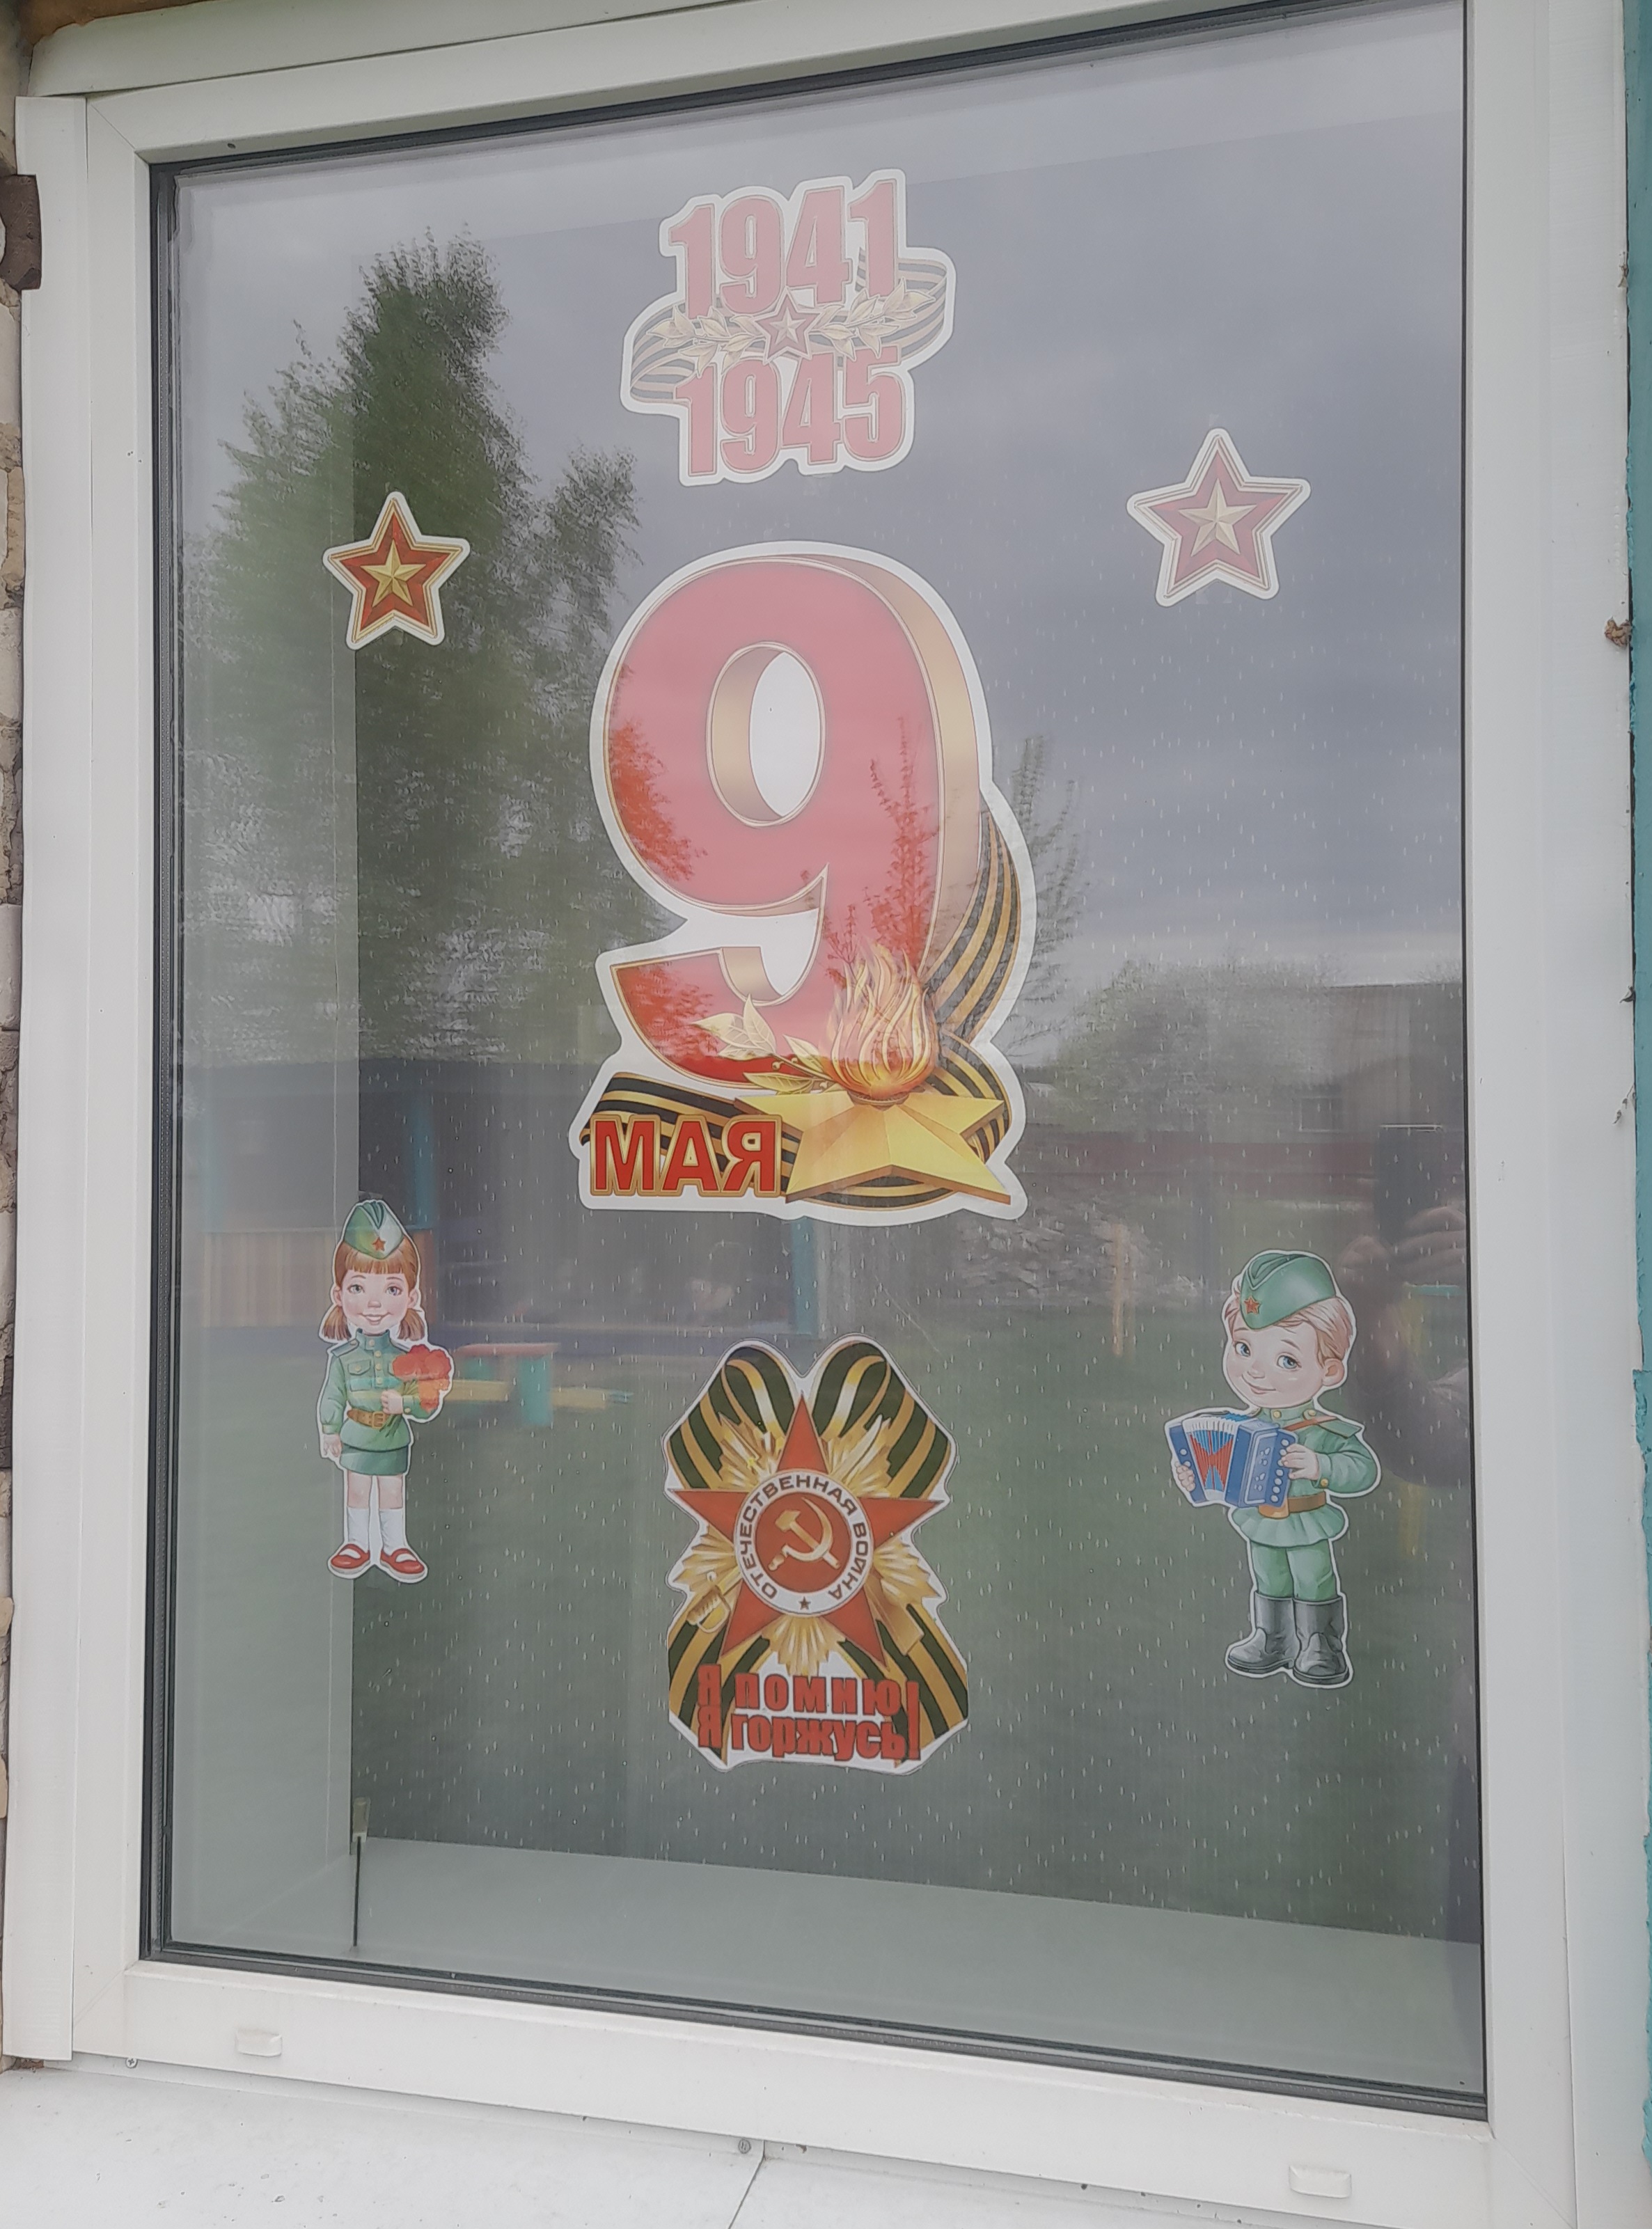 1941
1945
9
МАЯ
ОТЕЧЕСТВЕННАЯ ВОЙНА
Я ПОМНЮ
Я горжусь!